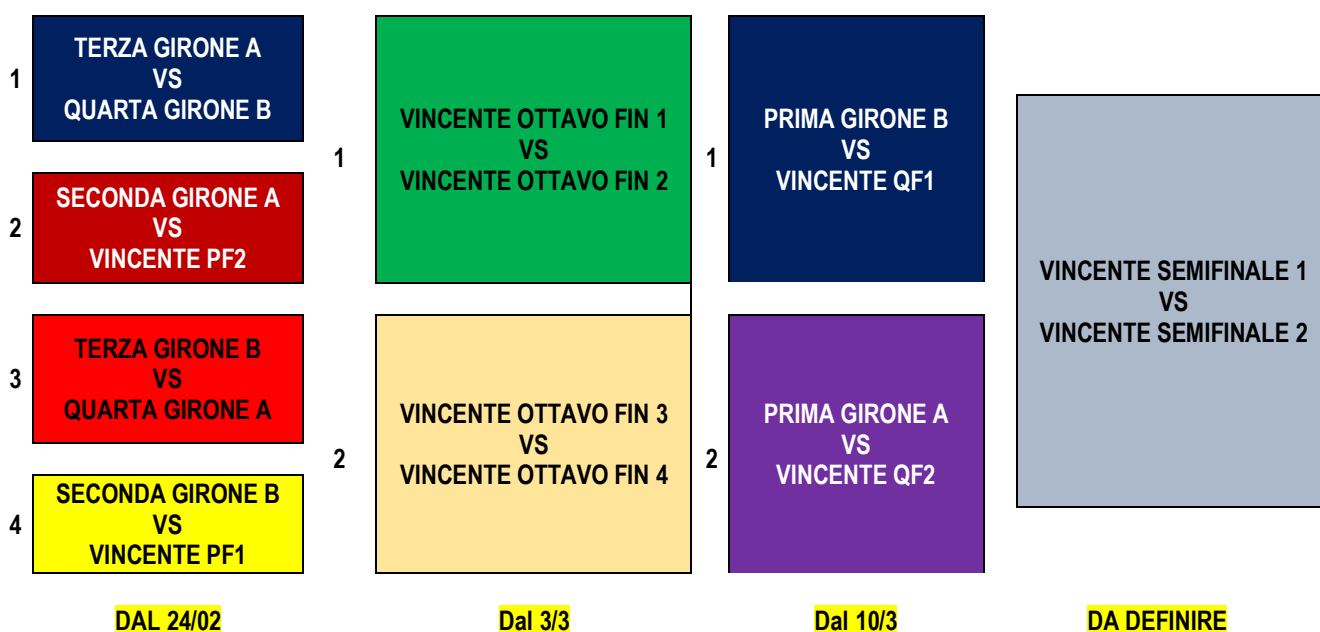 1
TERZA GIRONE A
VS
QUARTA GIRONE B
2
SECONDA GIRONE A
VS
VINCENTE PF2
3
TERZA GIRONE B
VS
QUARTA GIRONE A
4
SECONDA GIRONE B
VS
VINCENTE PF1
DAL 24/02
1
VINCENTE OTTAVO FIN 1
VS
VINCENTE OTTAVO FIN 2
2
VINCENTE OTTAVO FIN 3
VS
VINCENTE OTTAVO FIN 4
Dal 3/3
1
PRIMA GIRONE B
VS
VINCENTE QF1
2
PRIMA GIRONE A
VS
VINCENTE QF2
Dal 10/3
VINCENTE SEMIFINALE 1
VS
VINCENTE SEMIFINALE 2
DA DEFINIRE